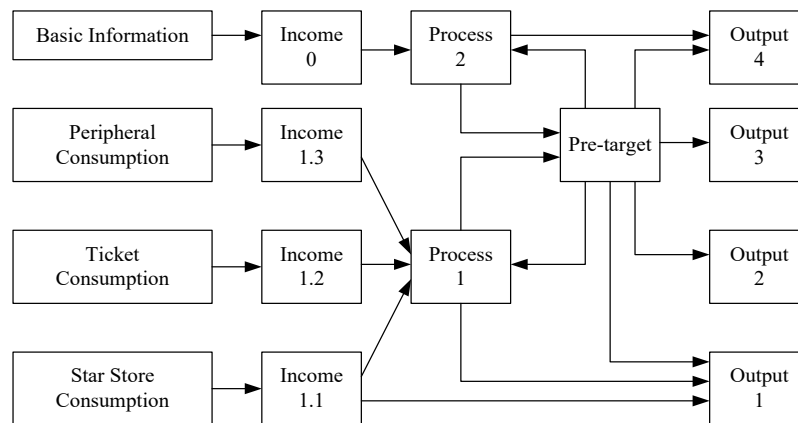 Basic Information
Income
0
Process
2
Output
4
Peripheral
Consumption
Income
1.3
Pre-target
Output
3
Ticket
Consumption
Income
1.2
Process
1
Output
2
Star Store
Consumption
Income
1.1
Output
1